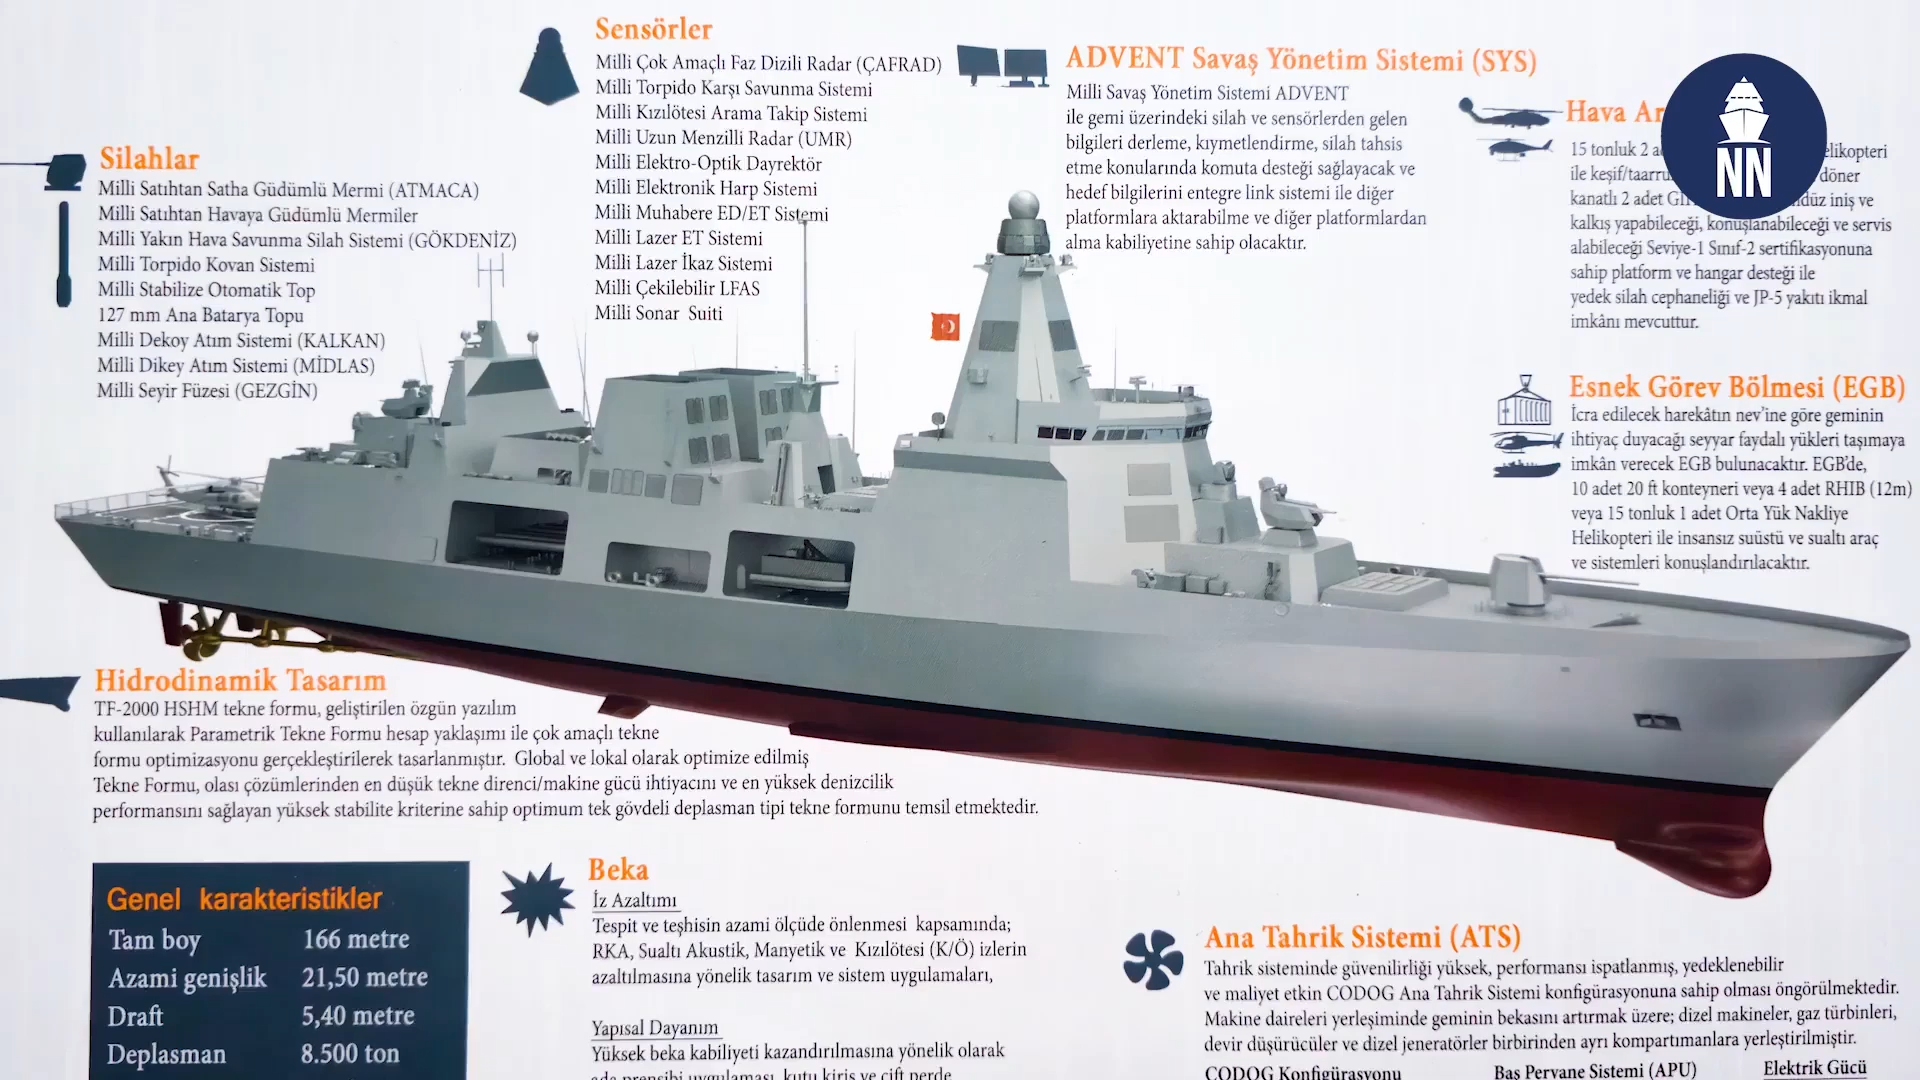 Sensörler
Milli Çok Amaçlı Faz Dizili Radar (ÇAFRAD)
Milli Torpido Karşı Savunma Sistemi
Milli Kızılötesi Arama Takip Sistemi
Milli Uzun Menzilli Radar (UMR)
Milli Elektro-Optik Dayrektör
Milli Elektronik Harp Sistemi
Milli Muhabere ED/ET Sistemi
Milli Lazer ET Sistemi
Milli Lazer İkaz Sistemi
Milli Çekilebilir LFAS
Milli Sonar Suiti
ADVENT Savaş Yönetim Sistemi (SYS)
Milli Savaş Yönetim Sistemi ADVENT
ile gemi üzerindeki silah ve sensörlerden gelen
bilgileri derleme, kıymetlendirme, silah tahsis
etme konularında komuta desteği sağlayacak ve
hedef bilgilerini entegre link sistemi ile diğer
platformlara aktarabilme ve diğer platformlardan
alma kabiliyetine sahip olacaktır.
NN
Hava
15 tonluk 2
ile
kanatlı 2 adet iniş ve
kalkış yapabileceği, konuşlanabileceği ve servis
alabileceği Seviye-1 Sınıf-2 sertifikasyonuna
sahip platform ve hangar desteği ile
yedek silah cephaneliği ve JP-5 yakıtı ikmal
imkânı mevcuttur.
Silahlar
Milli Satıhtan Satha Güdümlü Mermi (ATMACA)
Milli Satıhtan Havaya Güdümlü Mermiler
Milli Yakın Hava Savunma Silah Sistemi (GÖKDENİZ)
Milli Torpido Kovan Sistemi
Milli Stabilize Otomatik Top
127 mm Ana Batarya Topu
Milli Dekoy Atım Sistemi (KALKAN)
Milli Dikey Atım Sistemi (MİDLAS)
Milli Seyir Füzesi (GEZGİN)
Esnek Görev Bölmesi (EGB)
İcra edilecek harekâtın nev'ine göre geminin
ihtiyaç duyacağı seyyar faydalı yükleri taşımaya
imkân verecek EGB bulunacaktır. EGB'de,
10 adet 20 ft konteyneri veya 4 adet RHIB (12m)
veya 15 tonluk 1 adet Orta Yük Nakliye
Helikopteri ile insansız suüstü ve sualtı araç
ve sistemleri konuşlandırılacaktır.
Hidrodinamik Tasarım
TF-2000 HSHM tekne formu, geliştirilen özgün yazılım
kullanılarak Parametrik Tekne Formu hesap yaklaşımı ile çok amaçlı tekne
formu optimizasyonu gerçekleştirilerek tasarlanmıştır. Global ve lokal olarak optimize edilmiş
Tekne Formu, olası çözümlerinden en düşük tekne direnci/makine gücü ihtiyacını ve en yüksek denizcilik
performansını sağlayan yüksek stabilite kriterine sahip optimum tek gövdeli deplasman tipi tekne formunu temsil etmektedir.
Genel karakteristikler
Tam boy 166 metre
Azami genişlik 21,50 metre
Draft 5,40 metre
Deplasman 8.500 ton
Beka
İz Azaltımı
Tespit ve teşhisin azami ölçüde önlenmesi kapsamında;
RKA, Sualtı Akustik, Manyetik ve Kızılötesi (K/Ö) izlerin
azaltılmasına yönelik tasarım ve sistem uygulamaları,
Yapısal Dayanım
Yüksek beka kabiliyeti kazandırılmasına yönelik olarak
ada prensibi uygulaması, kutu kiriş ve çift perde
Ana Tahrik Sistemi (ATS)
Tahrik sisteminde güvenilirliği yüksek, performansı ispatlanmış, yedeklenebilir
ve maliyet etkin CODOG Ana Tahrik Sistemi konfigürasyonuna sahip olması öngörülmektedir.
Makine daireleri yerleşiminde geminin bekasını artırmak üzere; dizel makineler, gaz türbinleri,
devir düşürücüler ve dizel jeneratörler birbirinden ayrı kompartımanlara yerleştirilmiştir.
CODOG Konfigürasyonu Baş Pervane Sistemi (APU) Elektrik Gücü